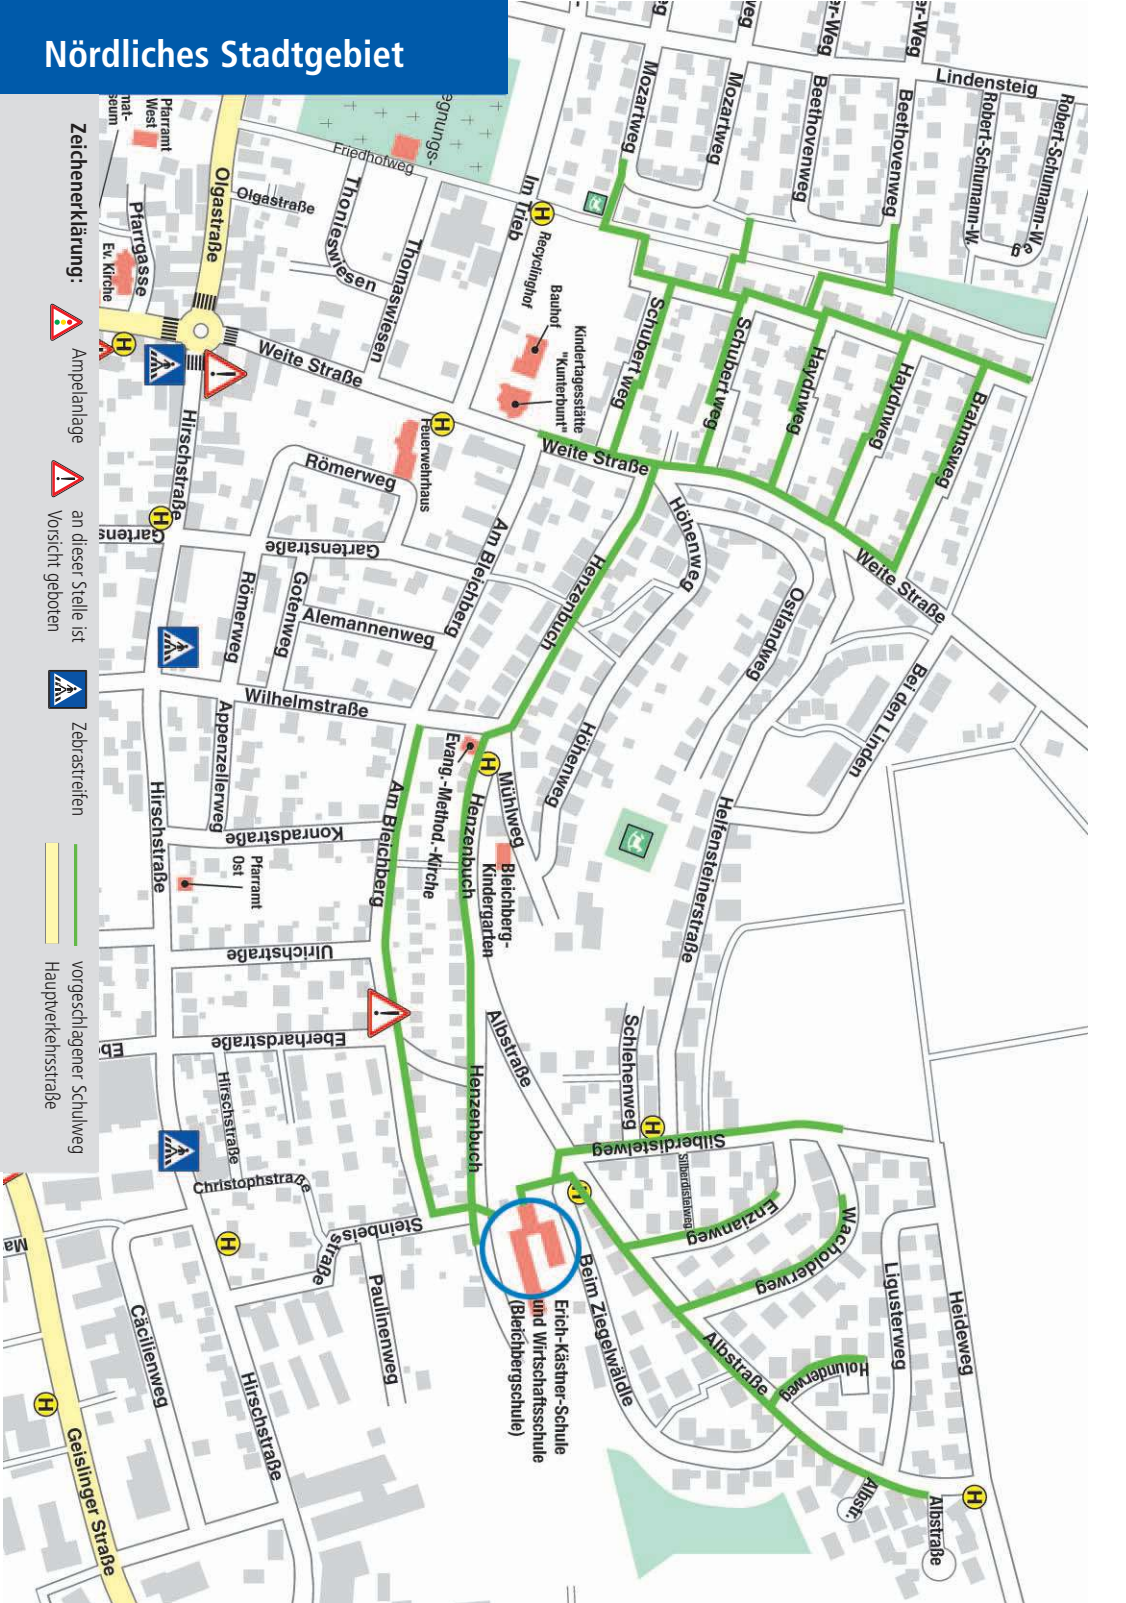 Nördliches Stadtgebiet
Zeichenerklärung:
Ampelanlage
an dieser Stelle ist
Vorsicht geboten
Zebrastreifen
vorgeschlagener Schulweg
Hauptverkehrsstraße
Lindensteig
Robert-Schumann-W.
Robert-Schumann-Weg
Mozartweg
Mozartweg
Beethovenweg
Beethovenweg
Friedhofweg
Im Trieb
H
Recyclinghof
Bauhof
Kindertagesstätte
"Kunterbunt"
Pfarramt
West
Pfarrgasse
Ev. Kirche
Olgastraße
Olgastraße
Thonieswiesen
Thomaswiesen
Weite Straße
H
Hirschstraße
H
Feuerwehrhaus
Schubertweg
Schubertweg
Haydnweg
Haydnweg
Brahmsweg
Weite Straße
Weite Straße
Römerweg
H
Gartenstraße
Am Bleichberg
Henzenbuch
Höhenweg
Ostlandweg
Bei den Linden
Römerweg
Gotenweg
Alemannenweg
Wilhelmstraße
Appenzellerweg
Evang.-Method.-Kirche
H
Mühlweg
Höhenweg
Helfensteinerstraße
Hirschstraße
Konradstraße
Am Bleichberg
Henzenbuch
Bleichberg-
Kindergarten
Pfarramt
Ost
Ulrichstraße
Eberhardstraße
Albstraße
Schlehenweg
H
Hirschstraße
Henzenbuch
Silberdistelweg
Silberdistelweg
Christophstraße
H
Steinbeis
straße
H
Enzianweg
Wacholderweg
Paulinenweg
Beim Ziegelwäldle
Erich-Kästner-Schule
und Wirtschaftsschule
(Bleichbergschule)
Ligusterweg
Heideweg
Cäcilienweg
Hirschstraße
Albstraße
Holunderweg
H
Geislinger Straße
Albstr.
Albstraße
H